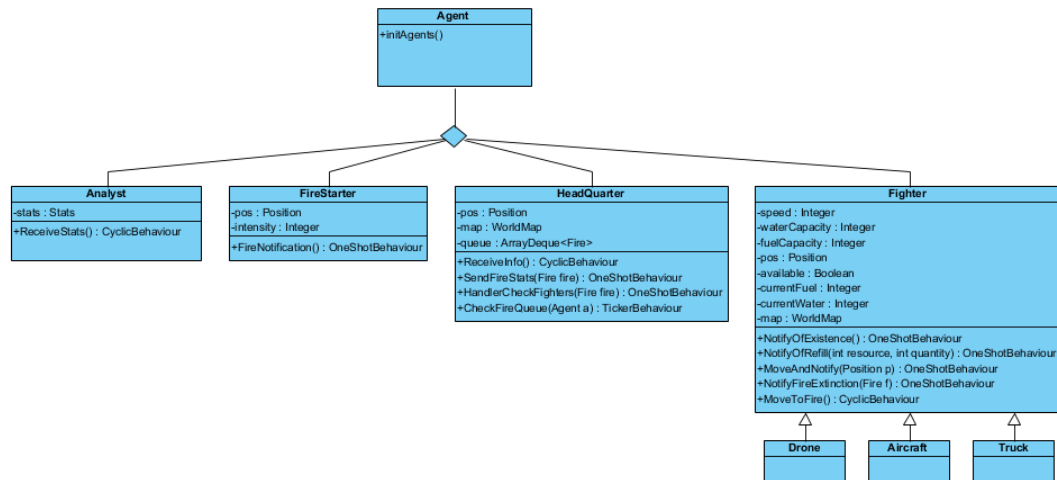 Agent
+initAgents()
Analyst
-stats : Stats
+ReceiveStats() : CyclicBehaviour
FireStarter
-pos : Position
-intensity : Integer
+FireNotification() : OneShotBehaviour
HeadQuarter
-pos : Position
-map : WorldMap
-queue : ArrayDeque<Fire>
+ReceiveInfo() : CyclicBehaviour
+SendFireStats(Fire fire) : OneShotBehaviour
+HandlerCheckFighters(Fire fire) : OneShotBehaviour
+CheckFireQueue(Agent a) : TickerBehaviour
Fighter
-speed : Integer
-waterCapacity : Integer
-fuelCapacity : Integer
-pos : Position
-available : Boolean
-currentFuel : Integer
-currentWater : Integer
-map : WorldMap
+NotifyOfExistence() : OneShotBehaviour
+NotifyOfRefill(int resource, int quantity) : OneShotBehaviour
+MoveAndNotify(Position p) : OneShotBehaviour
+NotifyFireExtinction(Fire f) : OneShotBehaviour
+MoveToFire() : CyclicBehaviour
Drone
Aircraft
Truck